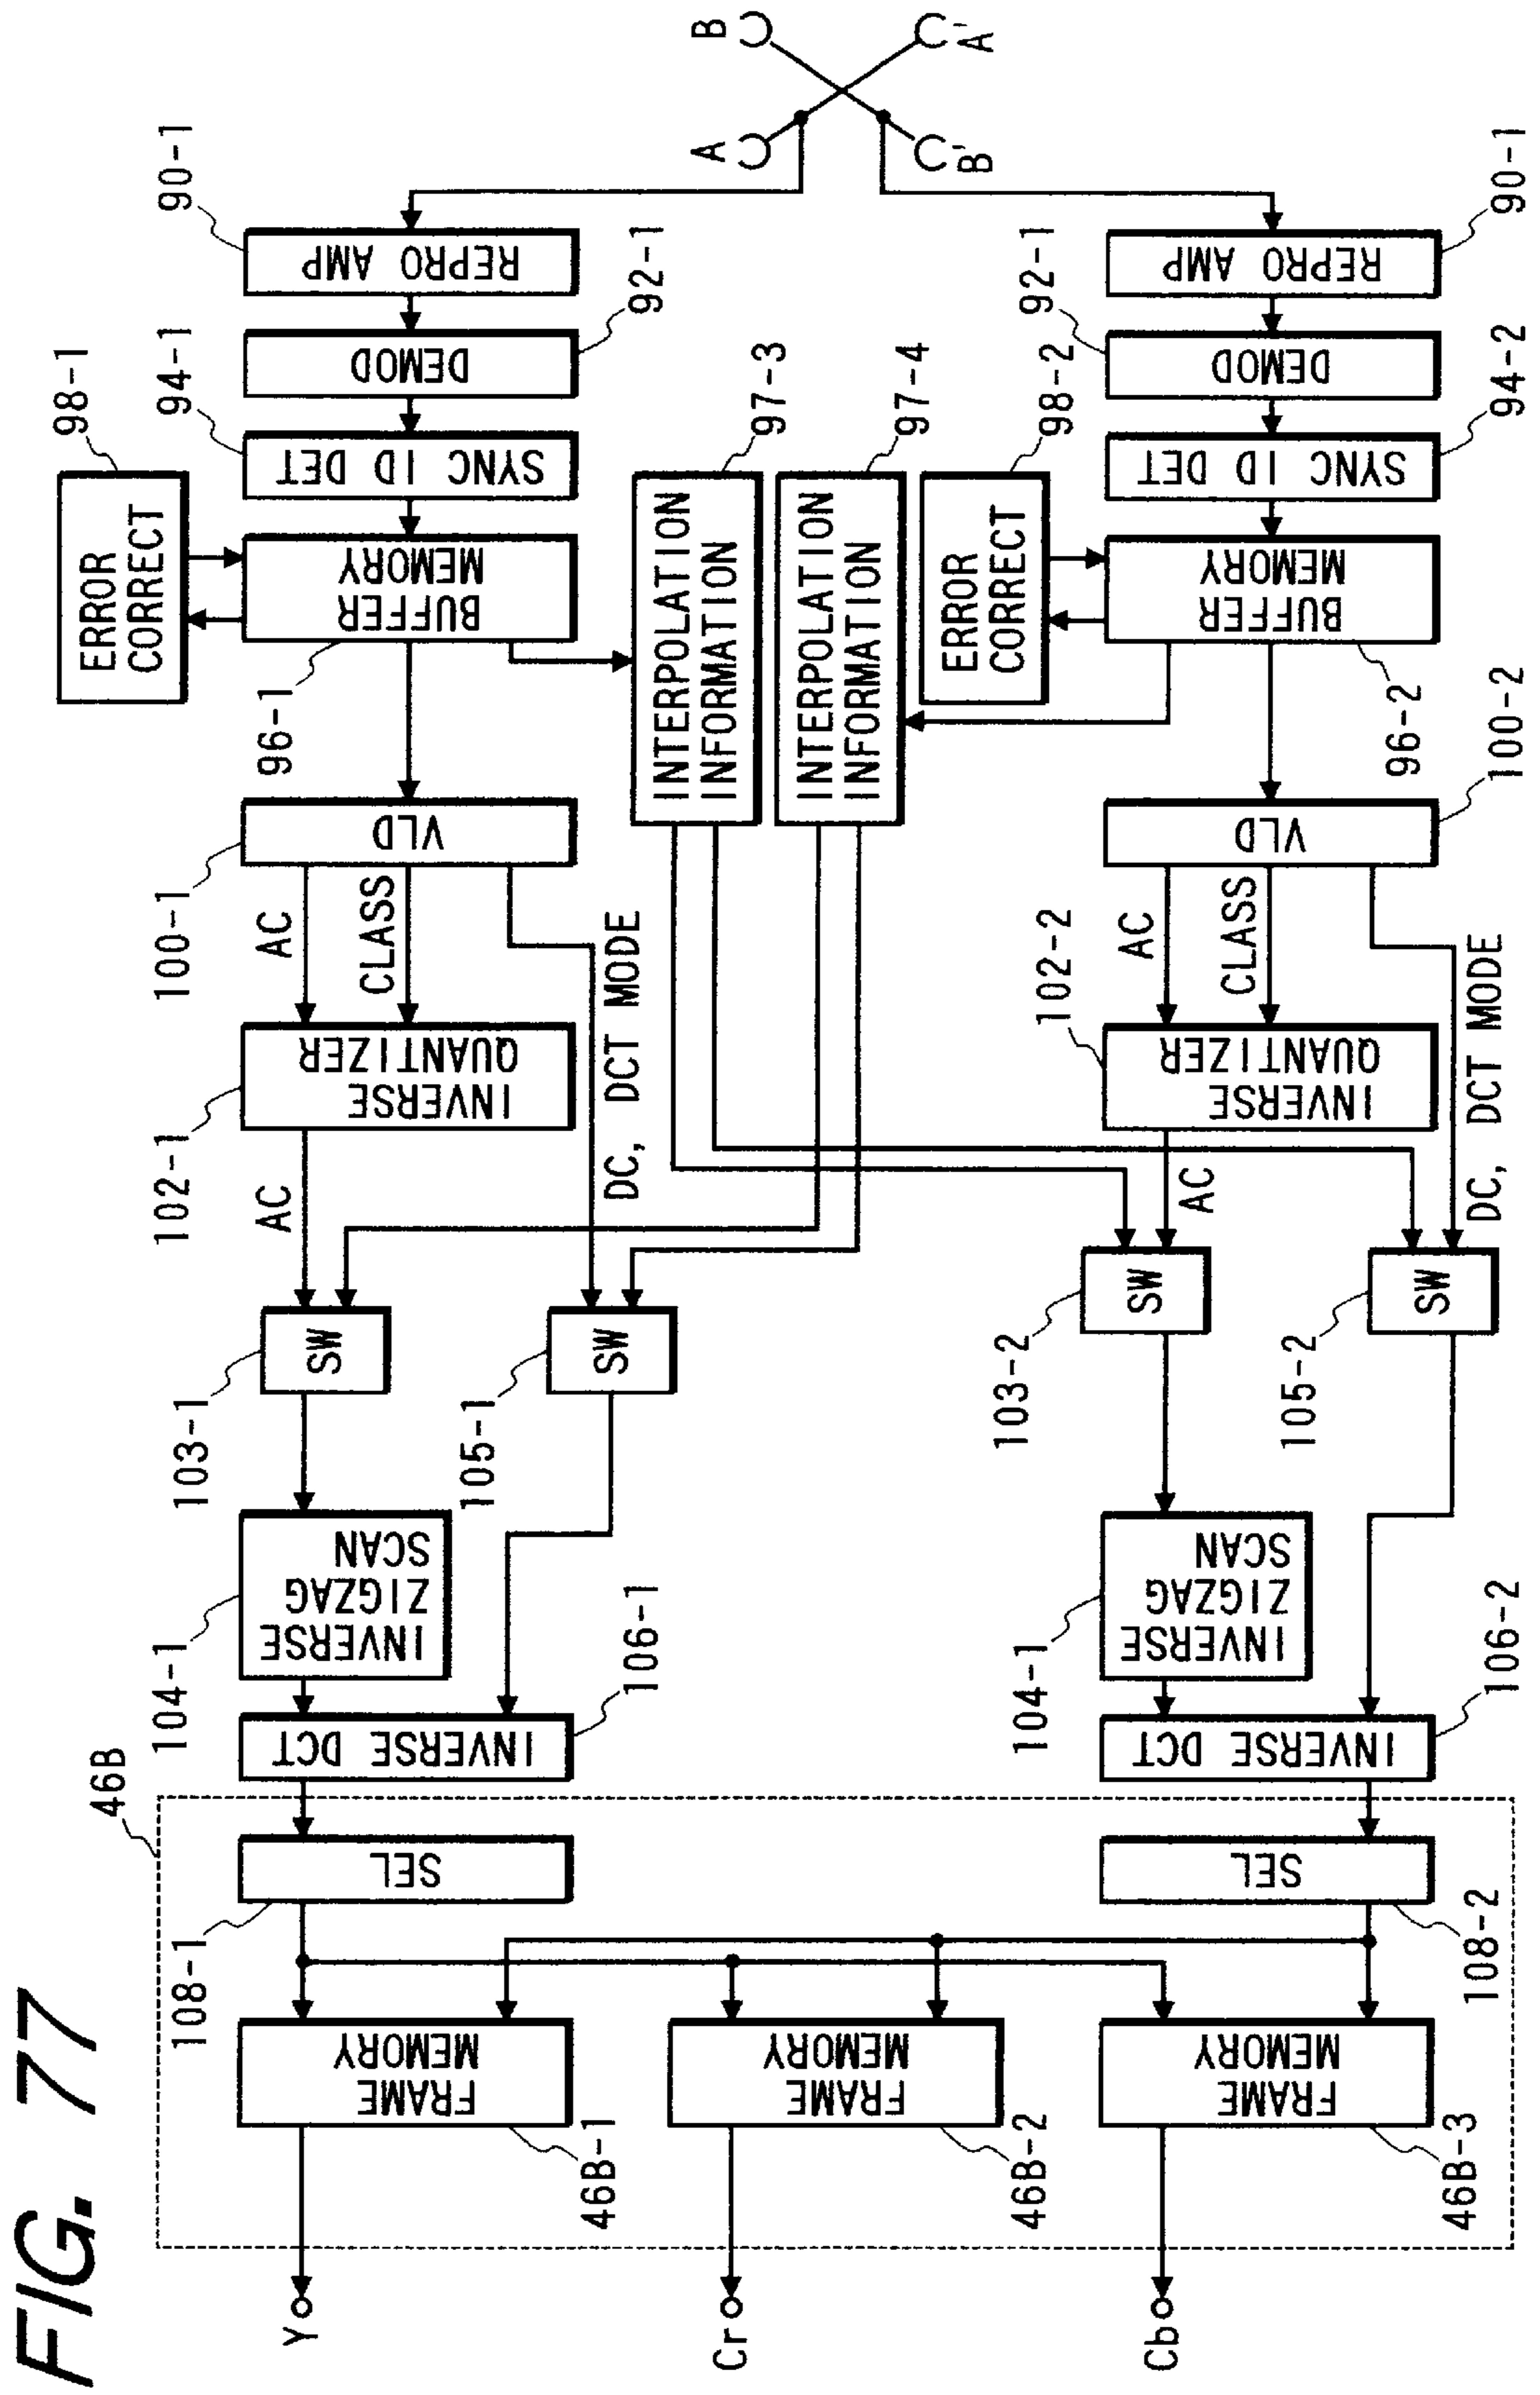 FIG. 77
B
A
A'
B'
90-1
REPRO AMP
92-1
DEMOD
94-1
SYNC ID DET
98-1
ERROR
CORRECT
96-1
BUFFER
MEMORY
97-3
INTERPOLATION
INFORMATION
97-4
INTERPOLATION
INFORMATION
100-1
VLD
AC
CLASS
DC, DCT MODE
102-1
INVERSE
QUANTIZER
AC
103-1
SW
105-1
SW
104-1
INVERSE
ZIGZAG
SCAN
106-1
INVERSE DCT
46B
108-1
SEL
46B-1
FRAME
MEMORY
Y
46B-2
FRAME
MEMORY
Cr
90-1
REPRO AMP
92-1
DEMOD
94-2
SYNC ID DET
98-2
ERROR
CORRECT
96-2
BUFFER
MEMORY
100-2
VLD
AC
CLASS
DC, DCT MODE
102-2
INVERSE
QUANTIZER
AC
103-2
SW
105-2
SW
104-1
INVERSE
ZIGZAG
SCAN
106-2
INVERSE DCT
108-2
SEL
46B-3
FRAME
MEMORY
Cb